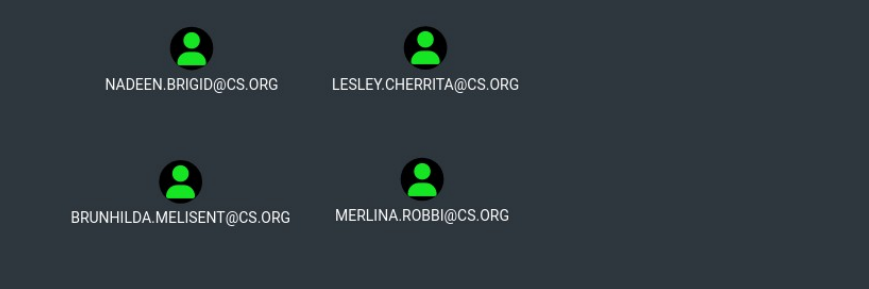 NADEEN.BRIGID@CS.ORG
LESLEY.CHERRITA@CS.ORG
BRUNHILDA.MELISENT@CS.ORG
MERLINA.ROBBI@CS.ORG